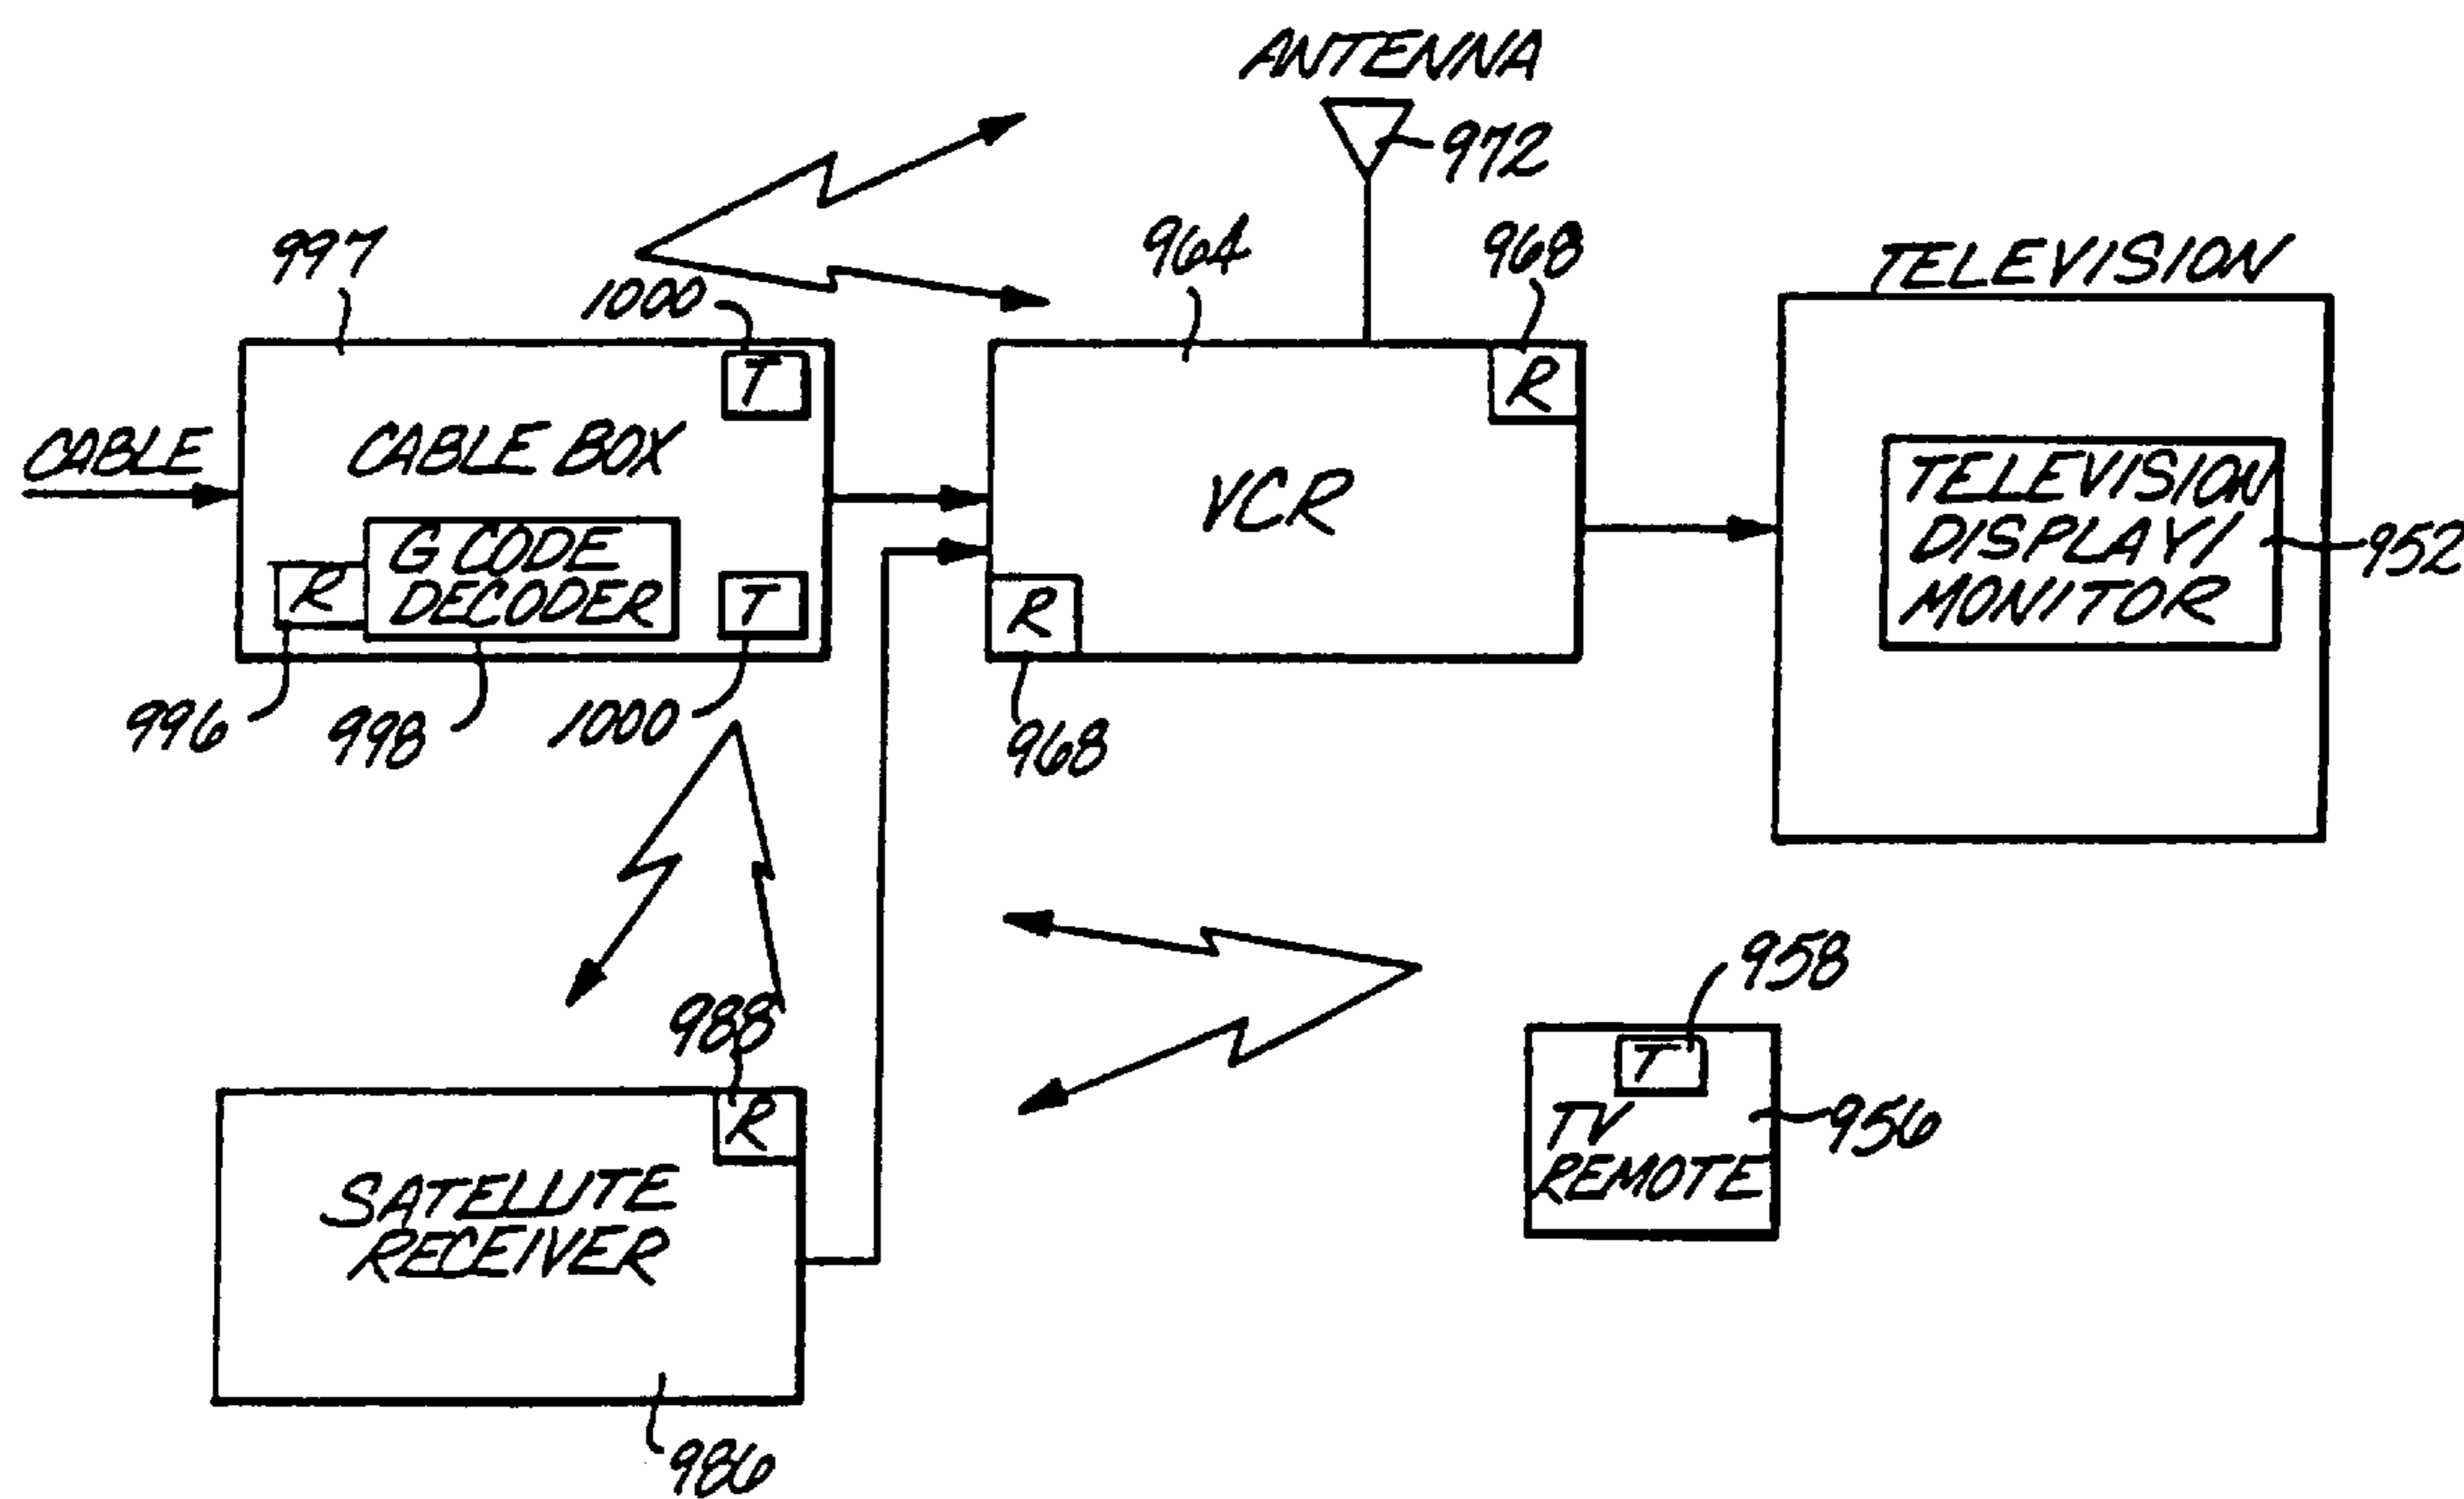 ANTENNA
972
997
1000
964
968
TELEVISION
T
R
CABLE
CABLE BOX
VCR
TELEVISION
DISPLAY/
MONITOR
952
G CODE
DECODER
R
T
R
996
998
1000
968
958
988
T
R
TV
REMOTE
956
SATELLITE
RECEIVER
986